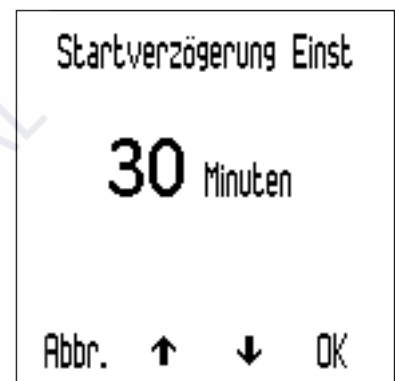 Startverzögerung Einst
30 Minuten
Abbr. ↑ ↓ OK